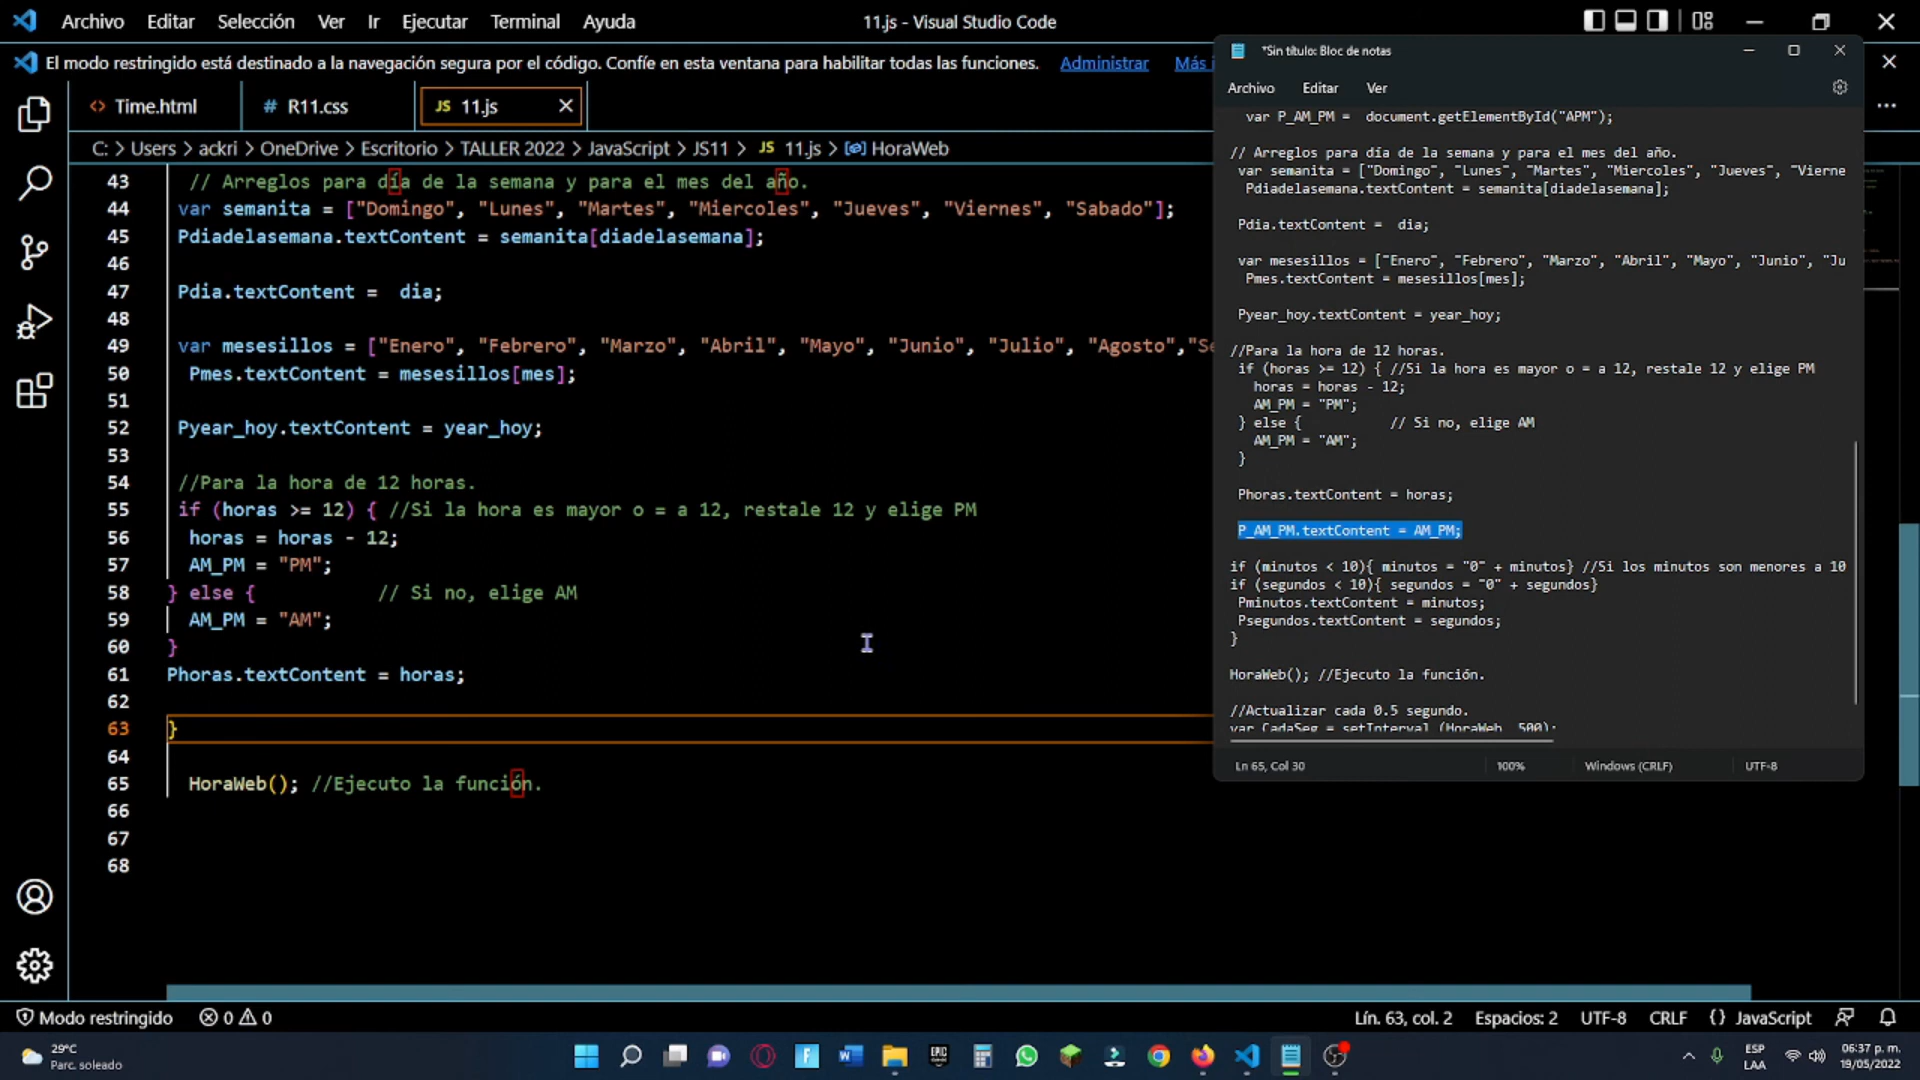 Archivo Editar Selección Ver Ir Ejecutar Terminal Ayuda
11.js - Visual Studio Code
El modo restringido está destinado a la navegación segura por el código. Confíe en esta ventana para habilitar todas las funciones. Administrar Más i
Time.html # R11.css JS 11.js
C: > Users > ackri > OneDrive > Escritorio > TALLER 2022 > JavaScript > JS11 > JS 11.js > HoraWeb
43 // Arreglos para día de la semana y para el mes del año.
44 var semanita = ["Domingo", "Lunes", "Martes", "Miercoles", "Jueves", "Viernes", "Sabado"];
45 Pdiadelasemana.textContent = semanita[diadelasemana];
46
47 Pdia.textContent =  dia;
48
49 var mesesillos = ["Enero", "Febrero", "Marzo", "Abril", "Mayo", "Junio", "Julio", "Agosto","Se
50 Pmes.textContent = mesesillos[mes];
51
52 Pyear_hoy.textContent = year_hoy;
53
54 //Para la hora de 12 horas.
55 if (horas >= 12) { //Si la hora es mayor o = a 12, restale 12 y elige PM
56 horas = horas - 12;
57 AM_PM = "PM";
58 } else { // Si no, elige AM
59 AM_PM = "AM";
60 }
61 Phoras.textContent = horas;
62
63 }
64
65 HoraWeb(); //Ejecuto la función.
66
67
68
*Sin título: Bloc de notas
Archivo Editar Ver
var P_AM_PM =  document.getElementById("APM");
// Arreglos para día de la semana y para el mes del año.
var semanita = ["Domingo", "Lunes", "Martes", "Miercoles", "Jueves", "Vierne
Pdiadelasemana.textContent = semanita[diadelasemana];
Pdia.textContent =  dia;
var mesesillos = ["Enero", "Febrero", "Marzo", "Abril", "Mayo", "Junio", "Ju
Pmes.textContent = mesesillos[mes];
Pyear_hoy.textContent = year_hoy;
//Para la hora de 12 horas.
if (horas >= 12) { //Si la hora es mayor o = a 12, restale 12 y elige PM
horas = horas - 12;
AM_PM = "PM";
} else { // Si no, elige AM
AM_PM = "AM";
}
Phoras.textContent = horas;
P_AM_PM.textContent = AM_PM;
if (minutos < 10){ minutos = "0" + minutos} //Si los minutos son menores a 10
if (segundos < 10){ segundos = "0" + segundos}
Pminutos.textContent = minutos;
Psegundos.textContent = segundos;
}
HoraWeb(); //Ejecuto la función.
//Actualizar cada 0.5 segundo.
var CadaSeg = setInterval (HoraWeb, 500);
Ln 65, Col 30 100% Windows (CRLF) UTF-8
Modo restringido 0 0 Lín. 63, col. 2 Espacios: 2 UTF-8 CRLF {} JavaScript
29°C
Parc. soleado
EPIC
GAMES
ESP
LAA
06:37 p. m.
19/05/2022